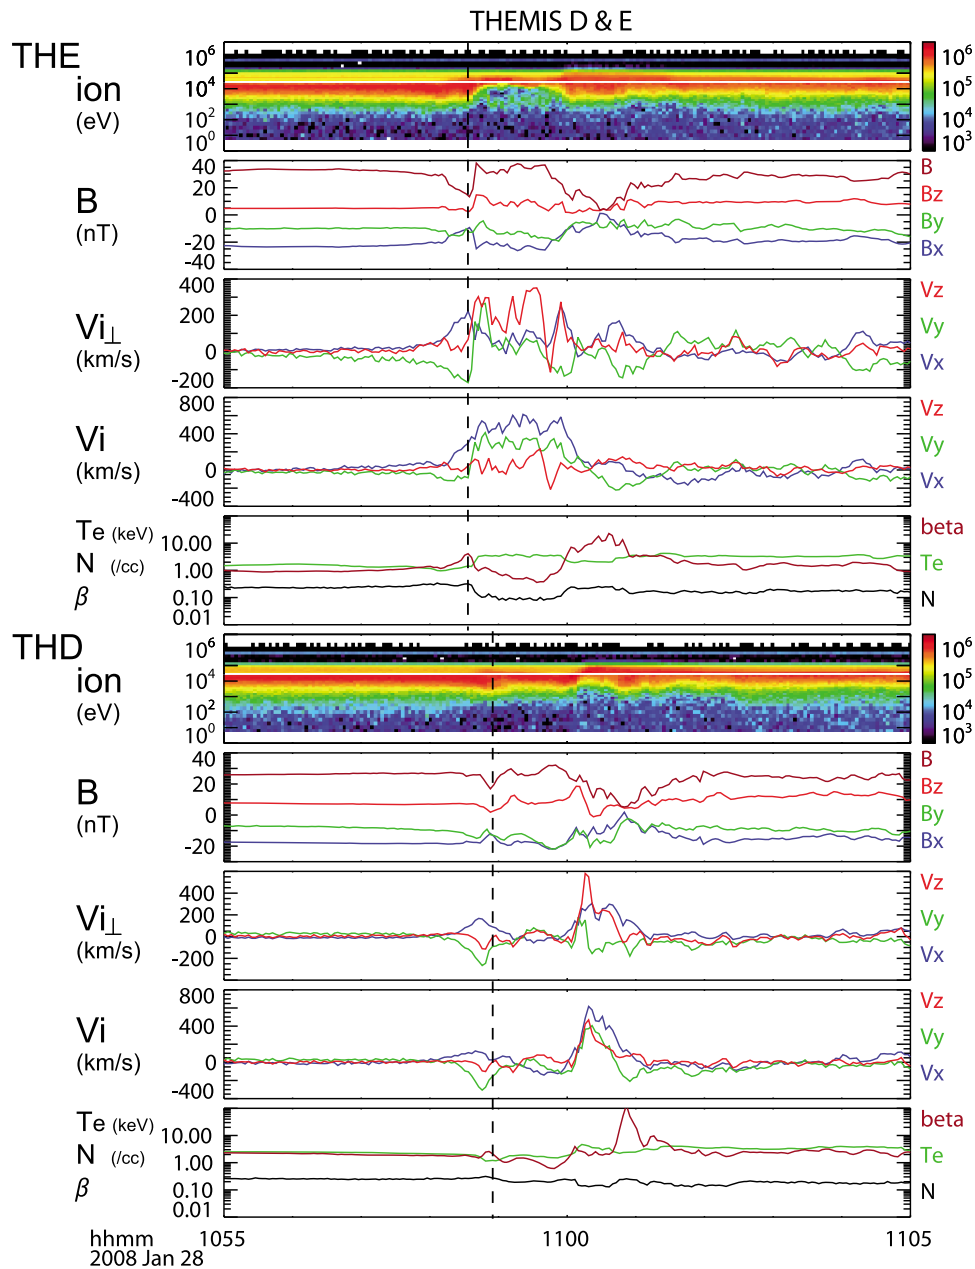 THEMIS D & E
THE
ion
(eV)
10^6
10^4
10^2
10^0
10^6
10^5
10^4
10^3
B
(nT)
40
20
0
-20
-40
B
Bz
By
Bx
Vi⊥
(km/s)
400
200
0
-200
Vz
Vy
Vx
Vi
(km/s)
800
400
0
-400
Vz
Vy
Vx
Te (keV)
N (/cc)
β
10.00
1.00
0.10
0.01
beta
Te
N
THD
ion
(eV)
10^6
10^4
10^2
10^0
10^6
10^5
10^4
10^3
B
(nT)
40
20
0
-20
B
Bz
By
Bx
Vi⊥
(km/s)
400
200
0
-200
Vz
Vy
Vx
Vi
(km/s)
800
400
0
-400
Vz
Vy
Vx
Te (keV)
N (/cc)
β
10.00
1.00
0.10
0.01
beta
Te
N
hhmm 1055 1100 1105
2008 Jan 28